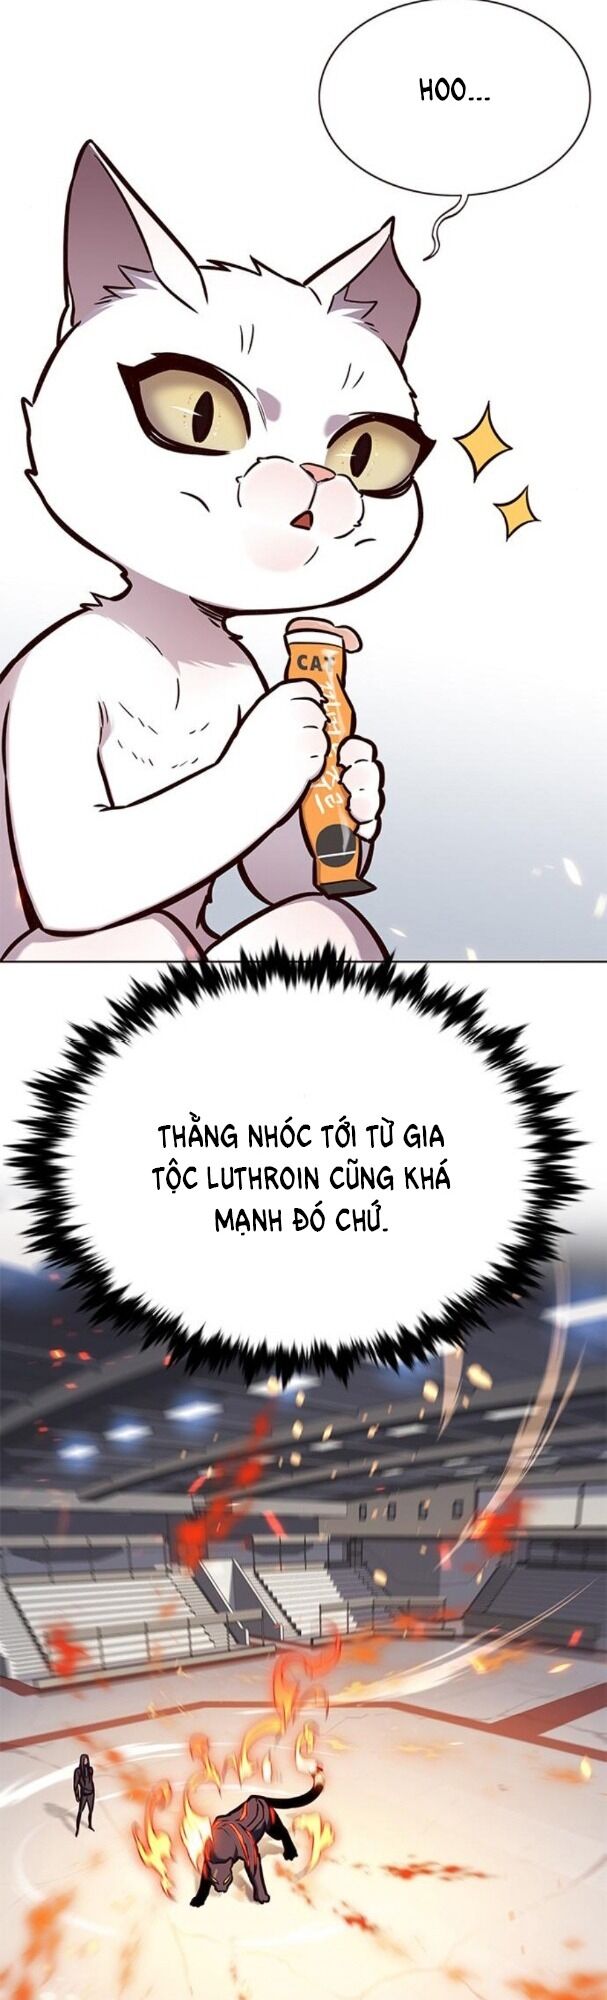 HOO...
CAT
THẰNG NHÓC TỚI TỪ GIA
TỘC LUTHROIN CŨNG KHÁ
MẠNH ĐÓ CHỨ.